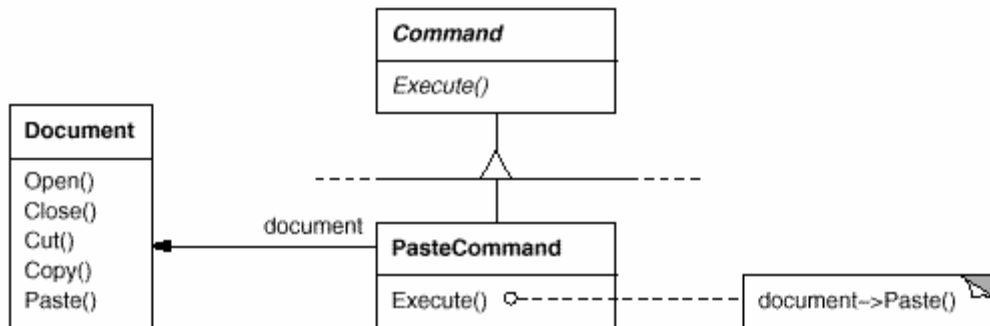 Command
Execute()
Document
Open()
Close()
Cut()
Copy()
Paste()
document
PasteCommand
Execute()
document–>Paste()